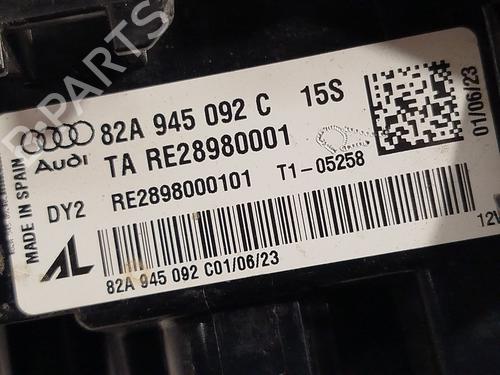 82A 945 092 C 15S
Audi
TA RE28980001
RE2898000101 T1-05258
DY2
MADE IN SPAIN
AL
82A 945 092 C01/06/23
01/06/23
B-PARTS